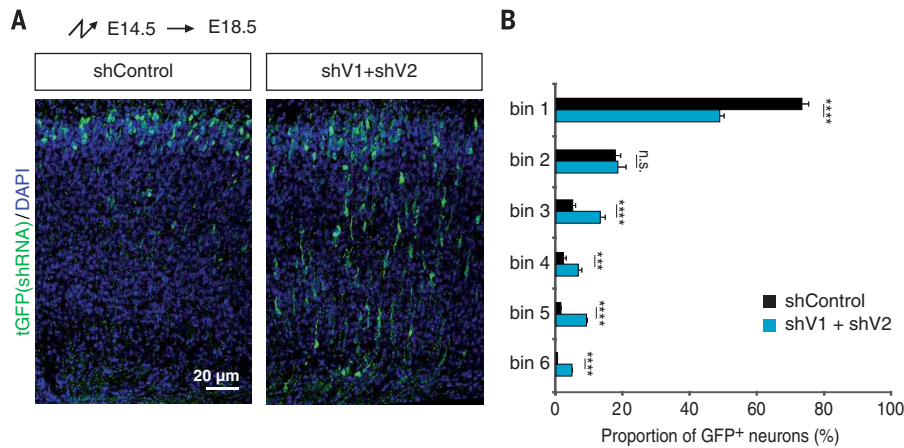 A
E14.5 E18.5
shControl
shV1+shV2
tGFP(shRNA)/DAPI
20 µm
B
bin 1
****
bin 2
n.s.
bin 3
****
bin 4
***
bin 5
****
bin 6
****
shControl
shV1 + shV2
0 20 40 60 80 100
Proportion of GFP+ neurons (%)